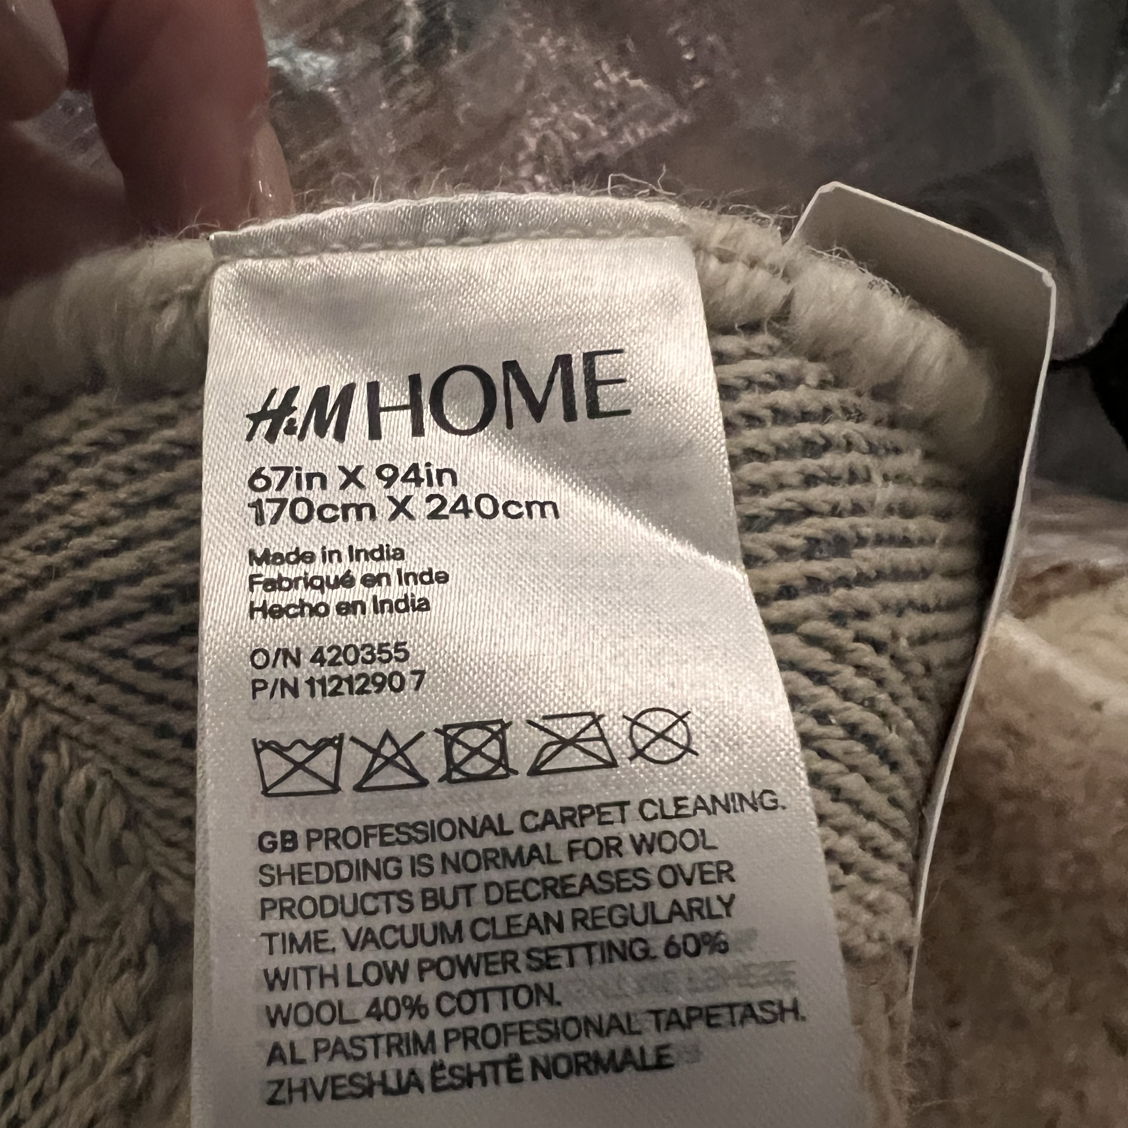 H&M HOME
67in X 94in
170cm X 240cm
Made in India
Fabriqué en Inde
Hecho en India
O/N 420355
P/N 11212907
GB PROFESSIONAL CARPET CLEANING.
SHEDDING IS NORMAL FOR WOOL
PRODUCTS BUT DECREASES OVER
TIME. VACUUM CLEAN REGULARLY
WITH LOW POWER SETTING. 60%
WOOL 40% COTTON.
AL PASTRIM PROFESIONAL TAPETASH.
ZHVESHJA ËSHTË NORMALE